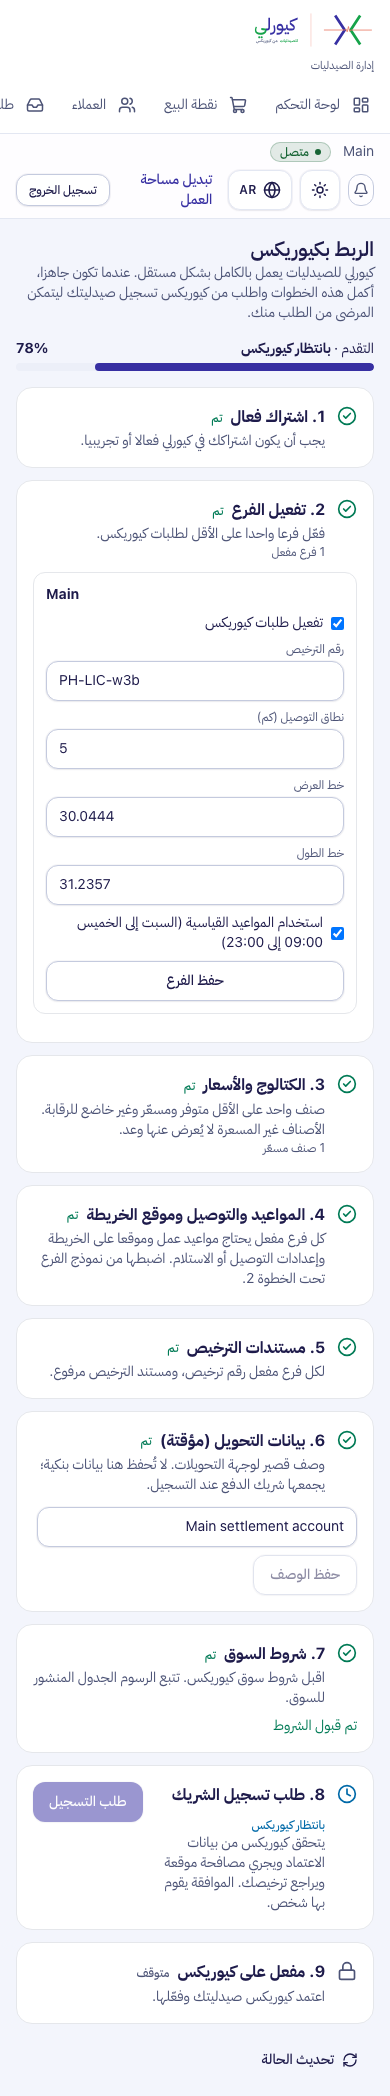 كيورلي
إدارة الصيدليات
لوحة التحكم
نقطة البيع
العملاء
طلـ
Main
متصل
AR
تبديل مساحة
العمل
تسجيل الخروج
الربط بكيوريكس
كيورلي للصيدليات يعمل بالكامل بشكل مستقل. عندما تكون جاهزا،
أكمل هذه الخطوات واطلب من كيوريكس تسجيل صيدليتك ليتمكن
المرضى من الطلب منك.
التقدم · بانتظار كيوريكس
78%
1. اشتراك فعال تم
يجب أن يكون اشتراكك في كيورلي فعالا أو تجريبيا.
2. تفعيل الفرع تم
فعّل فرعا واحدا على الأقل لطلبات كيوريكس.
1 فرع مفعل
Main
تفعيل طلبات كيوريكس
رقم الترخيص
PH-LIC-w3b
نطاق التوصيل (كم)
5
خط العرض
30.0444
خط الطول
31.2357
استخدام المواعيد القياسية (السبت إلى الخميس
09:00 إلى 23:00)
حفظ الفرع
3. الكتالوج والأسعار تم
صنف واحد على الأقل متوفر ومسعّر وغير خاضع للرقابة.
الأصناف غير المسعرة لا يُعرض عنها وعد.
1 صنف مسعّر
4. المواعيد والتوصيل وموقع الخريطة تم
كل فرع مفعل يحتاج مواعيد عمل وموقعا على الخريطة
وإعدادات التوصيل أو الاستلام. اضبطها من نموذج الفرع
تحت الخطوة 2.
5. مستندات الترخيص تم
لكل فرع مفعل رقم ترخيص، ومستند الترخيص مرفوع.
6. بيانات التحويل (مؤقتة) تم
وصف قصير لوجهة التحويلات. لا تُحفظ هنا بيانات بنكية؛
يجمعها شريك الدفع عند التسجيل.
Main settlement account
حفظ الوصف
7. شروط السوق تم
اقبل شروط سوق كيوريكس. تتبع الرسوم الجدول المنشور
للسوق.
تم قبول الشروط
8. طلب تسجيل الشريك
بانتظار كيوريكس
يتحقق كيوريكس من بيانات
الاعتماد ويجري مصافحة موقعة
ويراجع ترخيصك. الموافقة يقوم
بها شخص.
طلب التسجيل
9. مفعل على كيوريكس متوقف
اعتمد كيوريكس صيدليتك وفعّلها.
تحديث الحالة